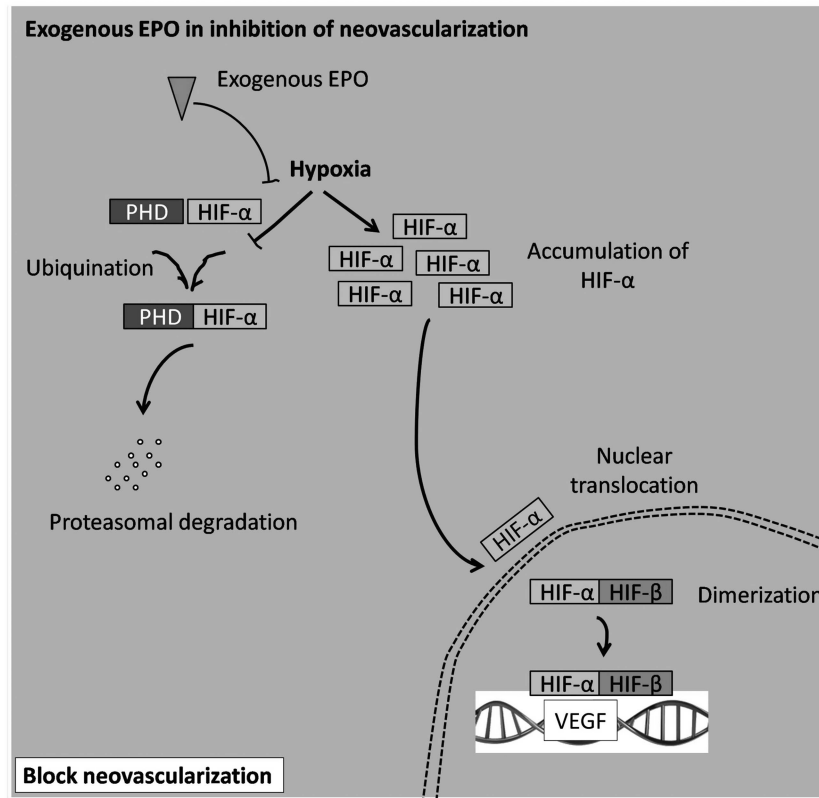 Exogenous EPO in inhibition of neovascularization
Exogenous EPO
Hypoxia
PHD HIF-α
HIF-α
HIF-α HIF-α
HIF-α HIF-α
Accumulation of
HIF-α
Ubiquination
PHD HIF-α
Proteasomal degradation
Nuclear
translocation
HIF-α
HIF-α HIF-β
Dimerization
HIF-α HIF-β
VEGF
Block neovascularization